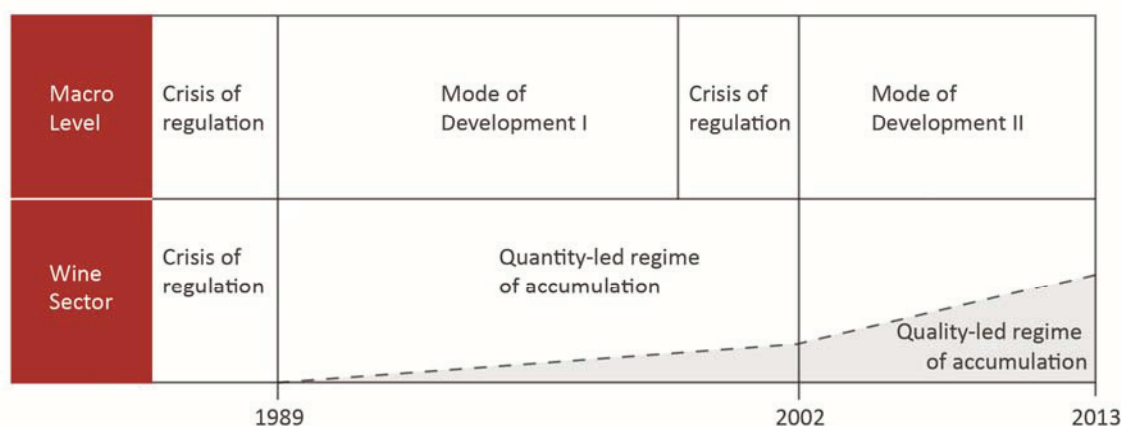 Macro
Level
Crisis of
regulation
Mode of
Development I
Crisis of
regulation
Mode of
Development II
Wine
Sector
Crisis of
regulation
Quantity-led regime
of accumulation
Quality-led regime
of accumulation
1989
2002
2013